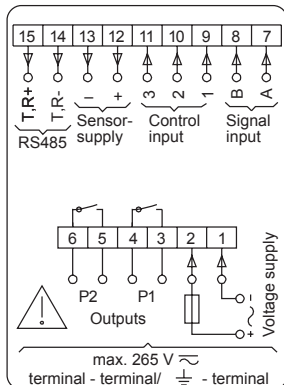 15 14 13 12 11 10 9 8 7
T,R+ T,R- – + 3 2 1 B A
RS485 Sensor-supply Control input Signal input
6 5 4 3 2 1
P2 P1
Outputs
- +
Voltage supply
max. 265 V
terminal - terminal/ - terminal